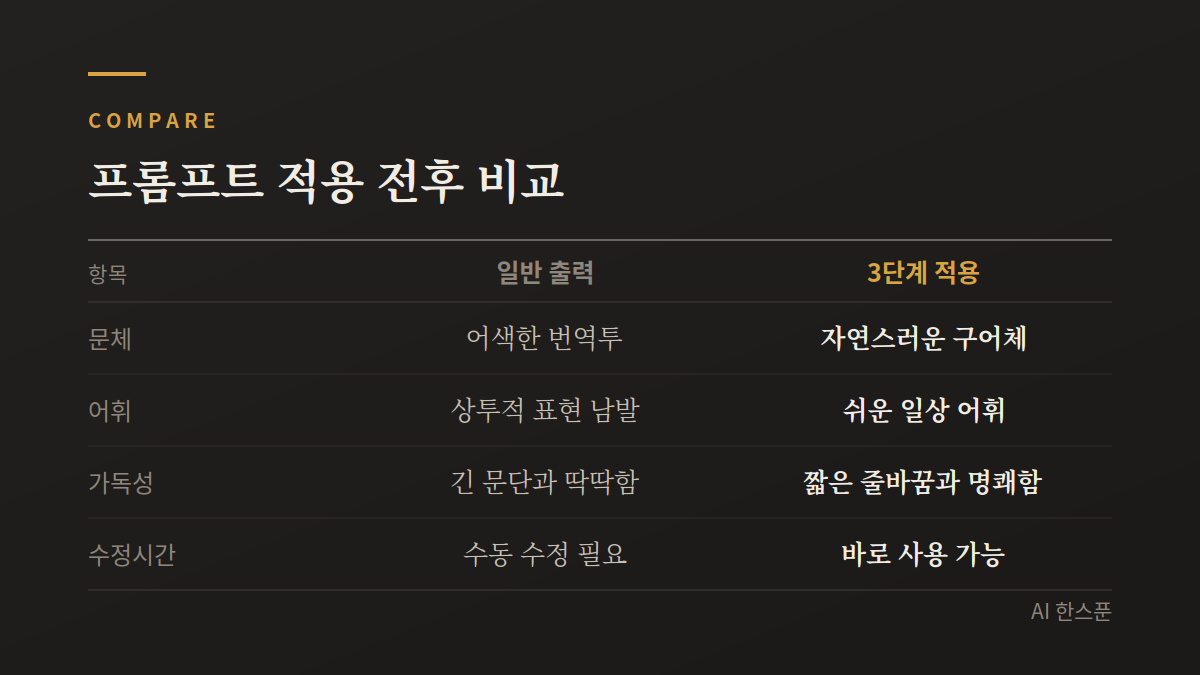 COMPARE
프롬프트 적용 전후 비교
항목 일반 출력 3단계 적용
문체 어색한 번역투 자연스러운 구어체
어휘 상투적 표현 남발 쉬운 일상 어휘
가독성 긴 문단과 딱딱함 짧은 줄바꿈과 명쾌함
수정시간 수동 수정 필요 바로 사용 가능
AI 한스푼